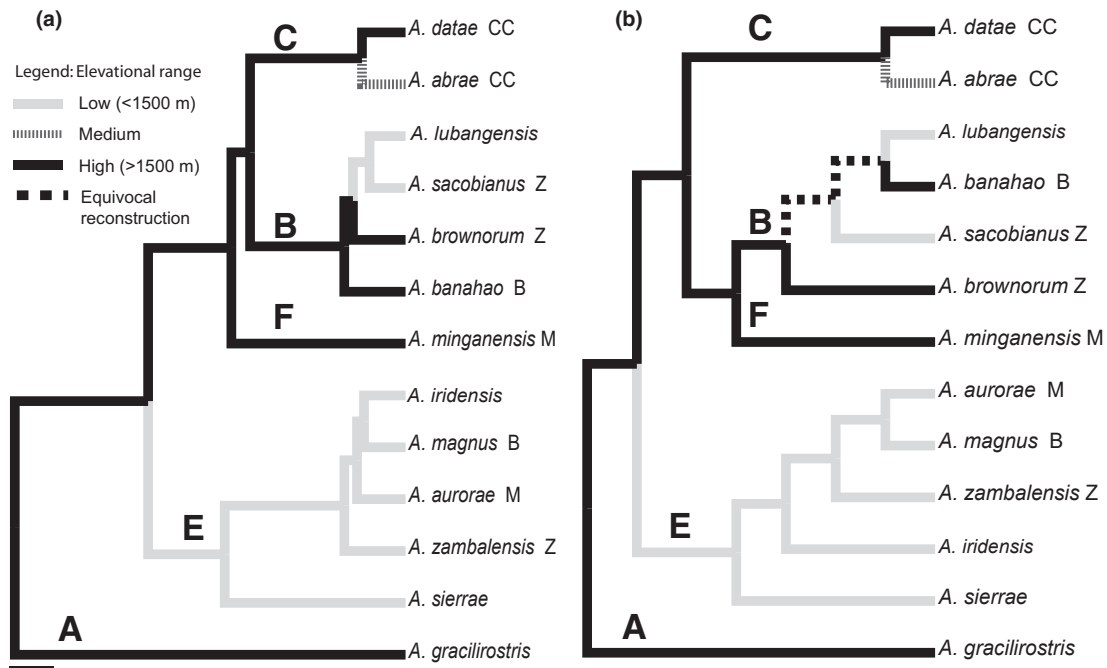 (a)
Legend: Elevational range
Low (<1500 m)
Medium
High (>1500 m)
Equivocal
reconstruction
C
B
F
E
A
A. datae CC
A. abrae CC
A. lubangensis
A. sacobianus Z
A. brownorum Z
A. banahao B
A. minganensis M
A. iridensis
A. magnus B
A. aurorae M
A. zambalensis Z
A. sierrae
A. gracilirostris
(b)
C
B
F
E
A
A. datae CC
A. abrae CC
A. lubangensis
A. banahao B
A. sacobianus Z
A. brownorum Z
A. minganensis M
A. aurorae M
A. magnus B
A. zambalensis Z
A. iridensis
A. sierrae
A. gracilirostris